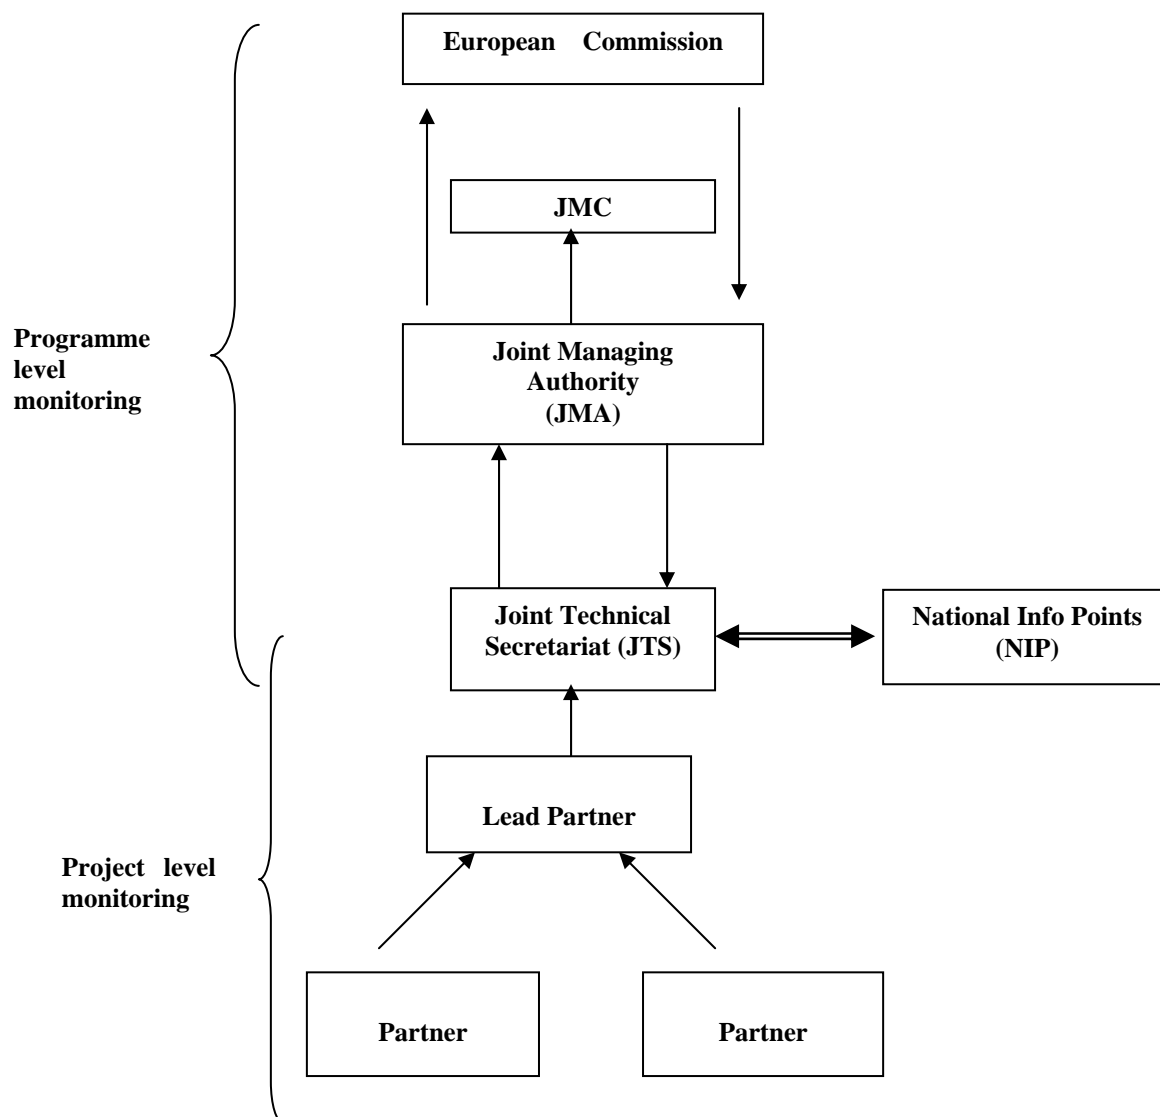 European Commission
JMC
Programme
level
monitoring
Joint Managing
Authority
(JMA)
Joint Technical
Secretariat (JTS)
National Info Points
(NIP)
Lead Partner
Project level
monitoring
Partner
Partner